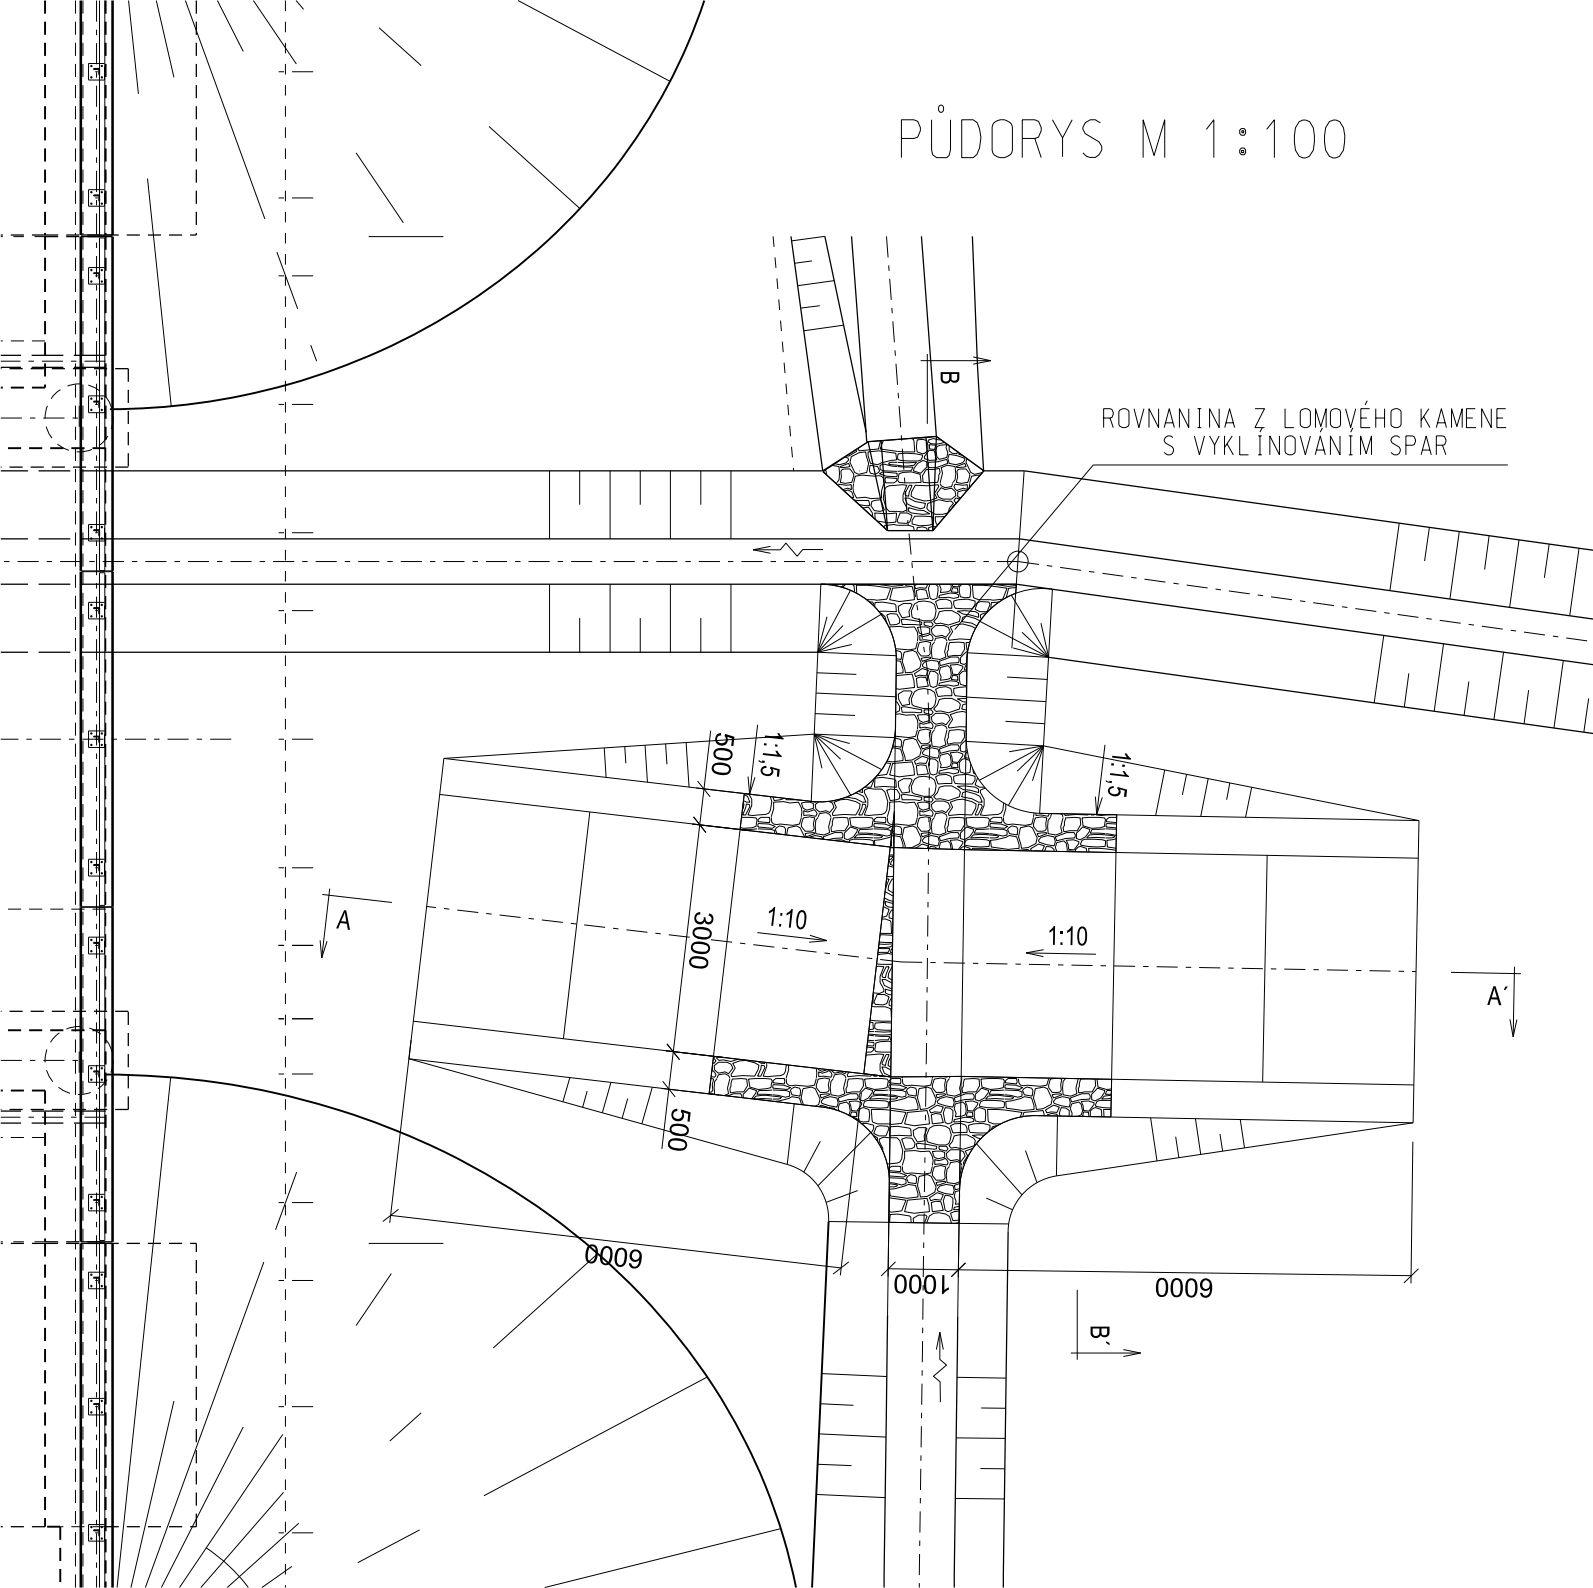 PŮDORYS M 1:100
B
ROVNANINA Z LOMOVÉHO KAMENE
S VYKLÍNOVÁNÍM SPAR
500
1:1,5
1:1,5
A
3000
1:10
1:10
A´
500
6000
1000
6000
B´